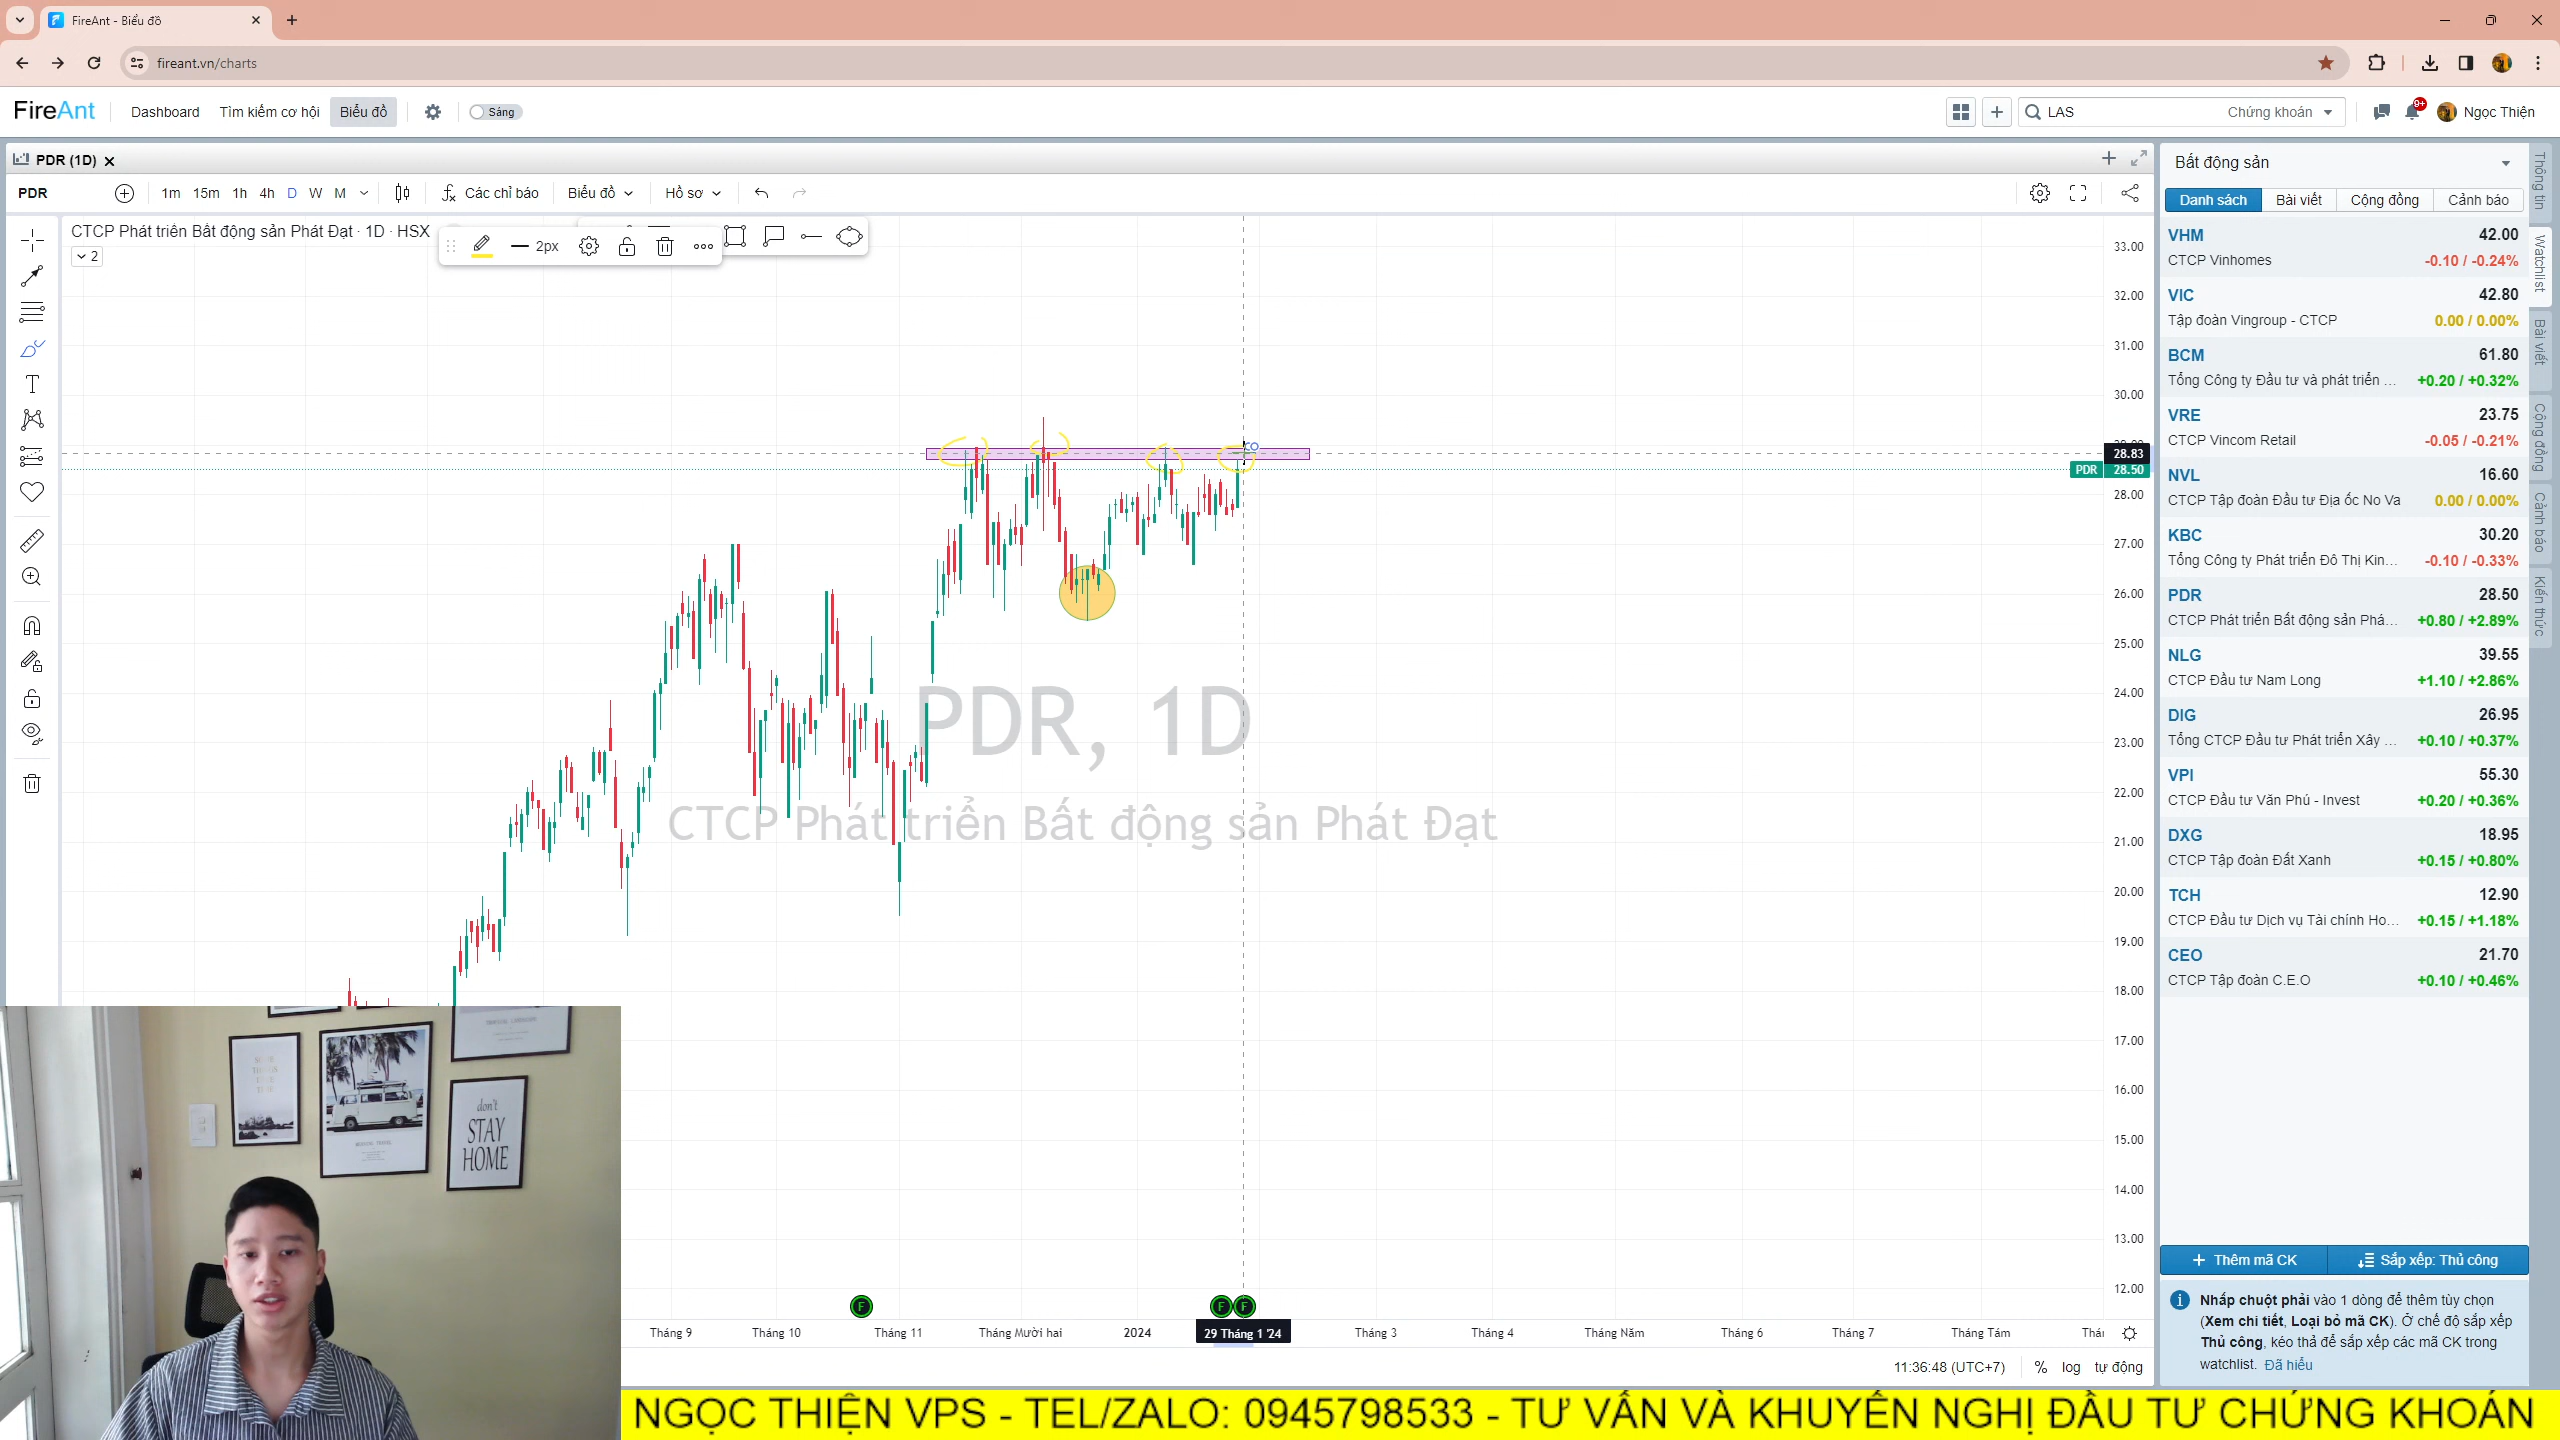 FireAnt - Biểu đồ
fireant.vn/charts
FireAnt
Dashboard
Tìm kiếm cơ hội
Biểu đồ
Sáng
LAS
Chứng khoán
9+
Ngọc Thiện
PDR (1D)
PDR
1m 15m 1h 4h D W M
Các chỉ báo
Biểu đồ
Hồ sơ
CTCP Phát triển Bất động sản Phát Đạt · 1D · HSX
2
2px
33.00
32.00
31.00
30.00
28.83
PDR 28.50
28.00
27.00
26.00
25.00
24.00
23.00
22.00
21.00
20.00
19.00
18.00
17.00
16.00
15.00
14.00
13.00
12.00
PDR, 1D
CTCP Phát triển Bất động sản Phát Đạt
F
F
F
Tháng 9
Tháng 10
Tháng 11
Tháng Mười hai
2024
29 Tháng 1 '24
Tháng 3
Tháng 4
Tháng Năm
Tháng 6
Tháng 7
Tháng Tám
11:36:48 (UTC+7)
%
log
tự động
Bất động sản
Danh sách
Bài viết
Cộng đồng
Cảnh báo
VHM 42.00
CTCP Vinhomes -0.10 / -0.24%
VIC 42.80
Tập đoàn Vingroup - CTCP 0.00 / 0.00%
BCM 61.80
Tổng Công ty Đầu tư và phát triển ... +0.20 / +0.32%
VRE 23.75
CTCP Vincom Retail -0.05 / -0.21%
NVL 16.60
CTCP Tập đoàn Đầu tư Địa ốc No Va 0.00 / 0.00%
KBC 30.20
Tổng Công ty Phát triển Đô Thị Kin... -0.10 / -0.33%
PDR 28.50
CTCP Phát triển Bất động sản Phá... +0.80 / +2.89%
NLG 39.55
CTCP Đầu tư Nam Long +1.10 / +2.86%
DIG 26.95
Tổng CTCP Đầu tư Phát triển Xây ... +0.10 / +0.37%
VPI 55.30
CTCP Đầu tư Văn Phú - Invest +0.20 / +0.36%
DXG 18.95
CTCP Tập đoàn Đất Xanh +0.15 / +0.80%
TCH 12.90
CTCP Đầu tư Dịch vụ Tài chính Ho... +0.15 / +1.18%
CEO 21.70
CTCP Tập đoàn C.E.O +0.10 / +0.46%
Thêm mã CK
Sắp xếp: Thủ công
Nhấp chuột phải vào 1 dòng để thêm tùy chọn
(Xem chi tiết, Loại bỏ mã CK). Ở chế độ sắp xếp
Thủ công, kéo thả để sắp xếp các mã CK trong
watchlist. Đã hiểu
Thông tin
Watchlist
Bài viết
Cộng đồng
Cảnh báo
Kiến thức
don't
STAY
HOME
NGỌC THIỆN VPS - TEL/ZALO: 0945798533 - TƯ VẤN VÀ KHUYẾN NGHỊ ĐẦU TƯ CHỨNG KHOÁN